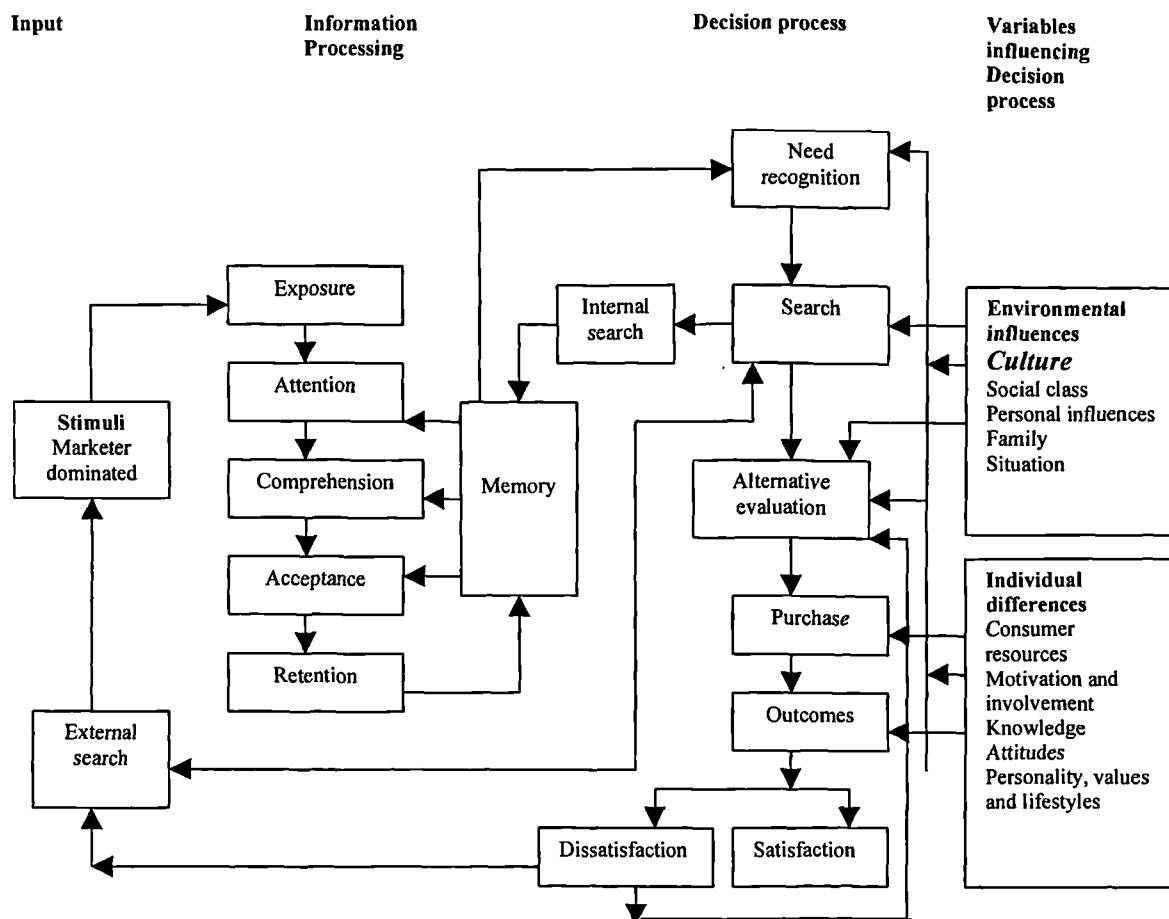 Input
Information
Processing
Decision process
Variables
influencing
Decision
process
Need
recognition
Exposure
Internal
search
Search
Environmental
influences
Culture
Social class
Personal influences
Family
Situation
Attention
Stimuli
Marketer
dominated
Comprehension
Memory
Alternative
evaluation
Acceptance
Individual
differences
Consumer
resources
Motivation and
involvement
Knowledge
Attitudes
Personality, values
and lifestyles
Purchase
Retention
Outcomes
External
search
Dissatisfaction
Satisfaction